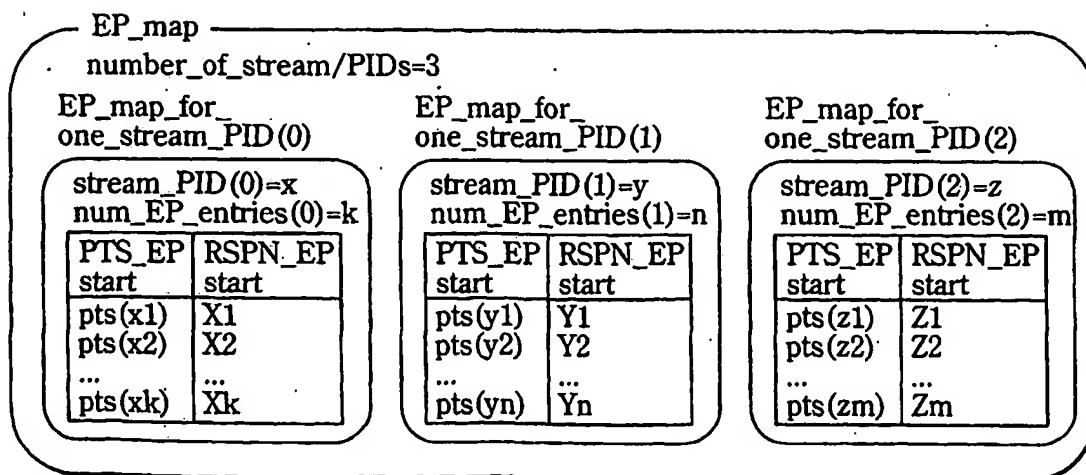 EP_map
number_of_stream/PIDs=3
EP_map_for_
one_stream_PID(0)
stream_PID(0)=x
num_EP_entries(0)=k
PTS_EP RSPN_EP
start start
pts(x1) X1
pts(x2) X2
... ...
pts(xk) Xk
EP_map_for_
one_stream_PID(1)
stream_PID(1)=y
num_EP_entries(1)=n
PTS_EP RSPN_EP
start start
pts(y1) Y1
pts(y2) Y2
... ...
pts(yn) Yn
EP_map_for_
one_stream_PID(2)
stream_PID(2)=z
num_EP_entries(2)=m
PTS_EP RSPN_EP
start start
pts(z1) Z1
pts(z2) Z2
... ...
pts(zm) Zm